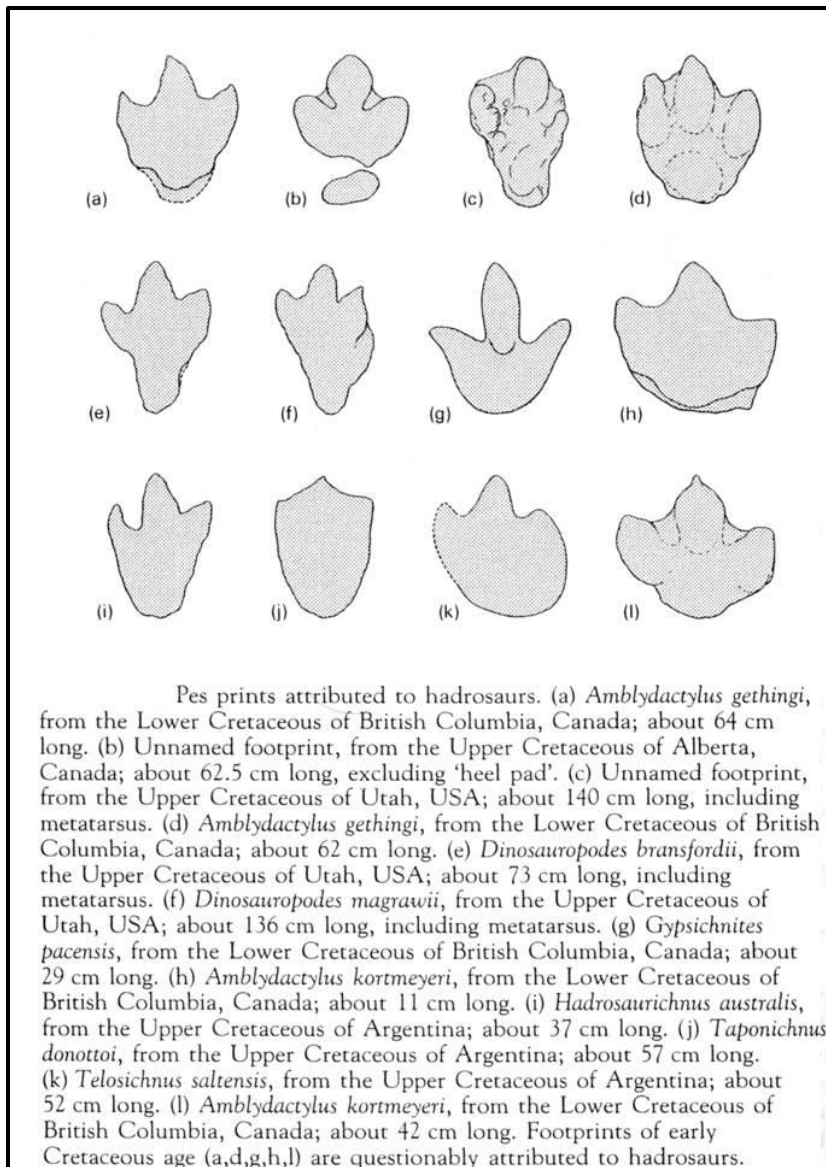 (a)
(b)
(c)
(d)
(e)
(f)
(g)
(h)
(i)
(j)
(k)
(l)
Pes prints attributed to hadrosaurs. (a) Amblydactylus gethingi,
from the Lower Cretaceous of British Columbia, Canada; about 64 cm
long. (b) Unnamed footprint, from the Upper Cretaceous of Alberta,
Canada; about 62.5 cm long, excluding ‘heel pad’. (c) Unnamed footprint,
from the Upper Cretaceous of Utah, USA; about 140 cm long, including
metatarsus. (d) Amblydactylus gethingi, from the Lower Cretaceous of British
Columbia, Canada; about 62 cm long. (e) Dinosauropodes bransfordii, from
the Upper Cretaceous of Utah, USA; about 73 cm long, including
metatarsus. (f) Dinosauropodes magrawii, from the Upper Cretaceous of
Utah, USA; about 136 cm long, including metatarsus. (g) Gypsichnites
pacensis, from the Lower Cretaceous of British Columbia, Canada; about
29 cm long. (h) Amblydactylus kortmeyeri, from the Lower Cretaceous of
British Columbia, Canada; about 11 cm long. (i) Hadrosaurichnus australis,
from the Upper Cretaceous of Argentina; about 37 cm long. (j) Taponichnus
donottoi, from the Upper Cretaceous of Argentina; about 57 cm long.
(k) Telosichnus saltensis, from the Upper Cretaceous of Argentina; about
52 cm long. (l) Amblydactylus kortmeyeri, from the Lower Cretaceous of
British Columbia, Canada; about 42 cm long. Footprints of early
Cretaceous age (a,d,g,h,l) are questionably attributed to hadrosaurs.